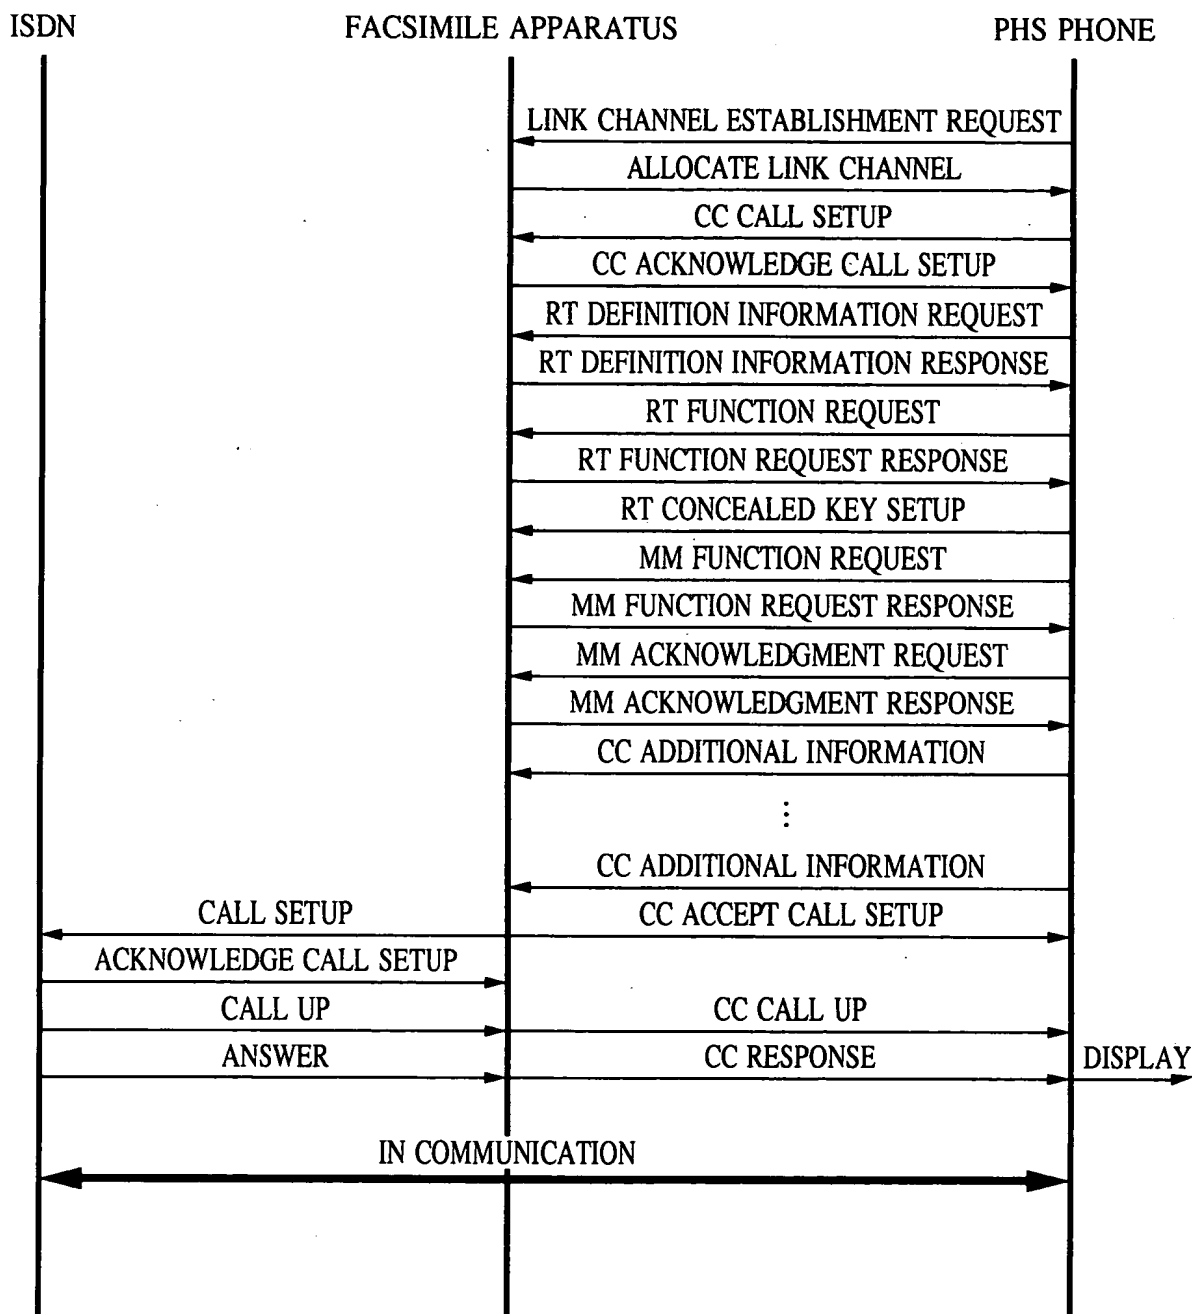 ISDN FACSIMILE APPARATUS PHS PHONE
LINK CHANNEL ESTABLISHMENT REQUEST
ALLOCATE LINK CHANNEL
CC CALL SETUP
CC ACKNOWLEDGE CALL SETUP
RT DEFINITION INFORMATION REQUEST
RT DEFINITION INFORMATION RESPONSE
RT FUNCTION REQUEST
RT FUNCTION REQUEST RESPONSE
RT CONCEALED KEY SETUP
MM FUNCTION REQUEST
MM FUNCTION REQUEST RESPONSE
MM ACKNOWLEDGMENT REQUEST
MM ACKNOWLEDGMENT RESPONSE
CC ADDITIONAL INFORMATION
⋮
CC ADDITIONAL INFORMATION
CALL SETUP CC ACCEPT CALL SETUP
ACKNOWLEDGE CALL SETUP
CALL UP CC CALL UP
ANSWER CC RESPONSE DISPLAY
IN COMMUNICATION